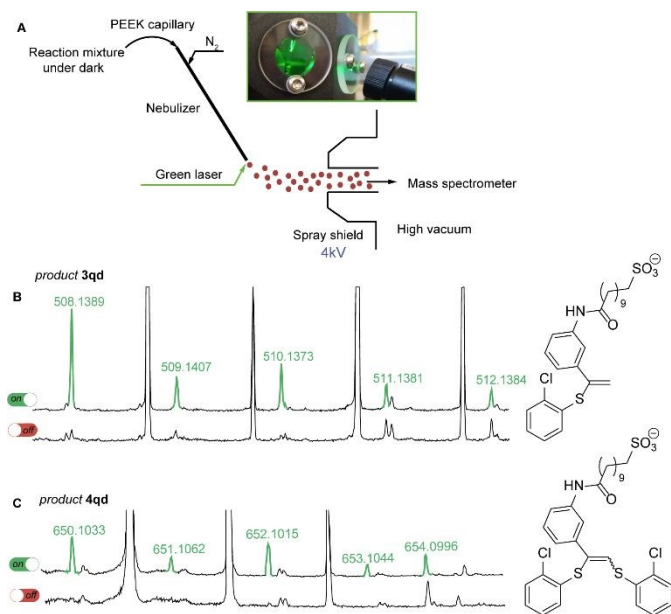 A
PEEK capillary
Reaction mixture
under dark
N2
Nebulizer
Green laser
Mass spectrometer
Spray shield
4kV
High vacuum
B
product 3qd
508.1389
509.1407
510.1373
511.1381
512.1384
on
off
SO3⊖
9
HN
O
Cl
S
C
product 4qd
650.1033
651.1062
652.1015
653.1044
654.0996
on
off
SO3⊖
9
HN
O
Cl
S
S
Cl